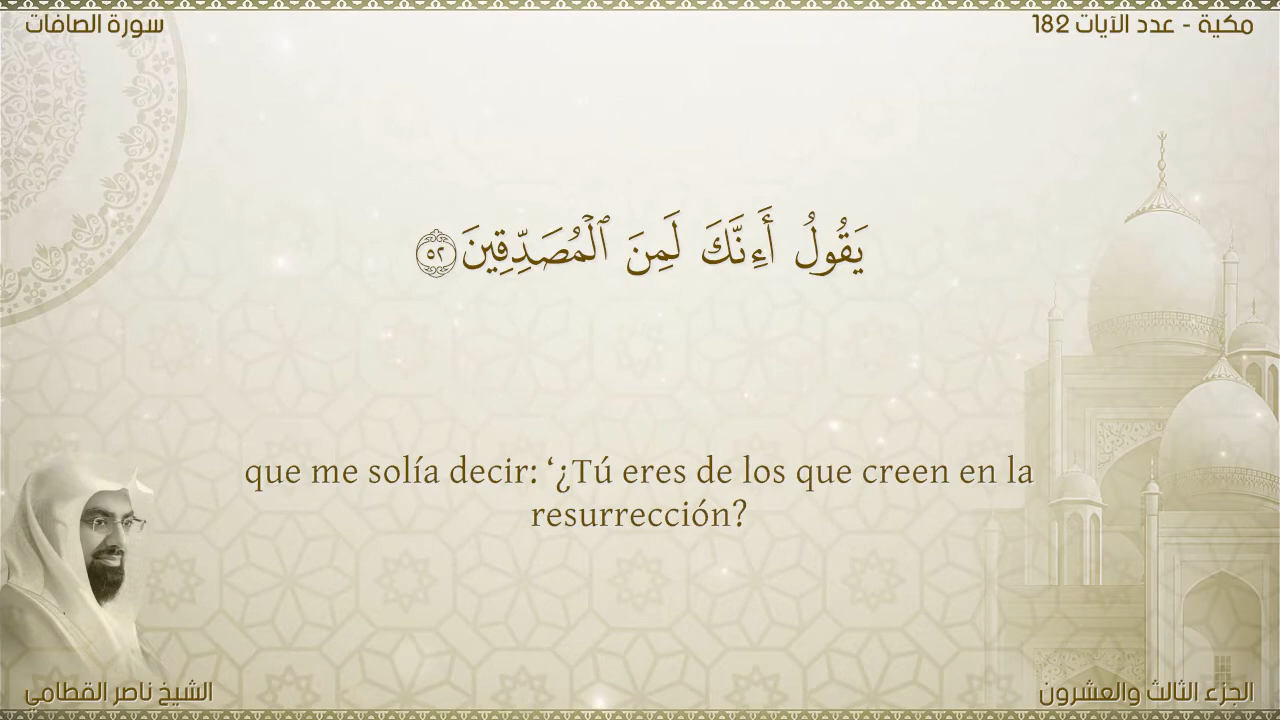 سورة الصافات
مكية - عدد الآيات 182
يَقُولُ أَءِنَّكَ لَمِنَ ٱلْمُصَدِّقِينَ ٥٢
que me solía decir: ‘¿Tú eres de los que creen en la
resurrección?
الشيخ ناصر القطامي
الجزء الثالث والعشرون